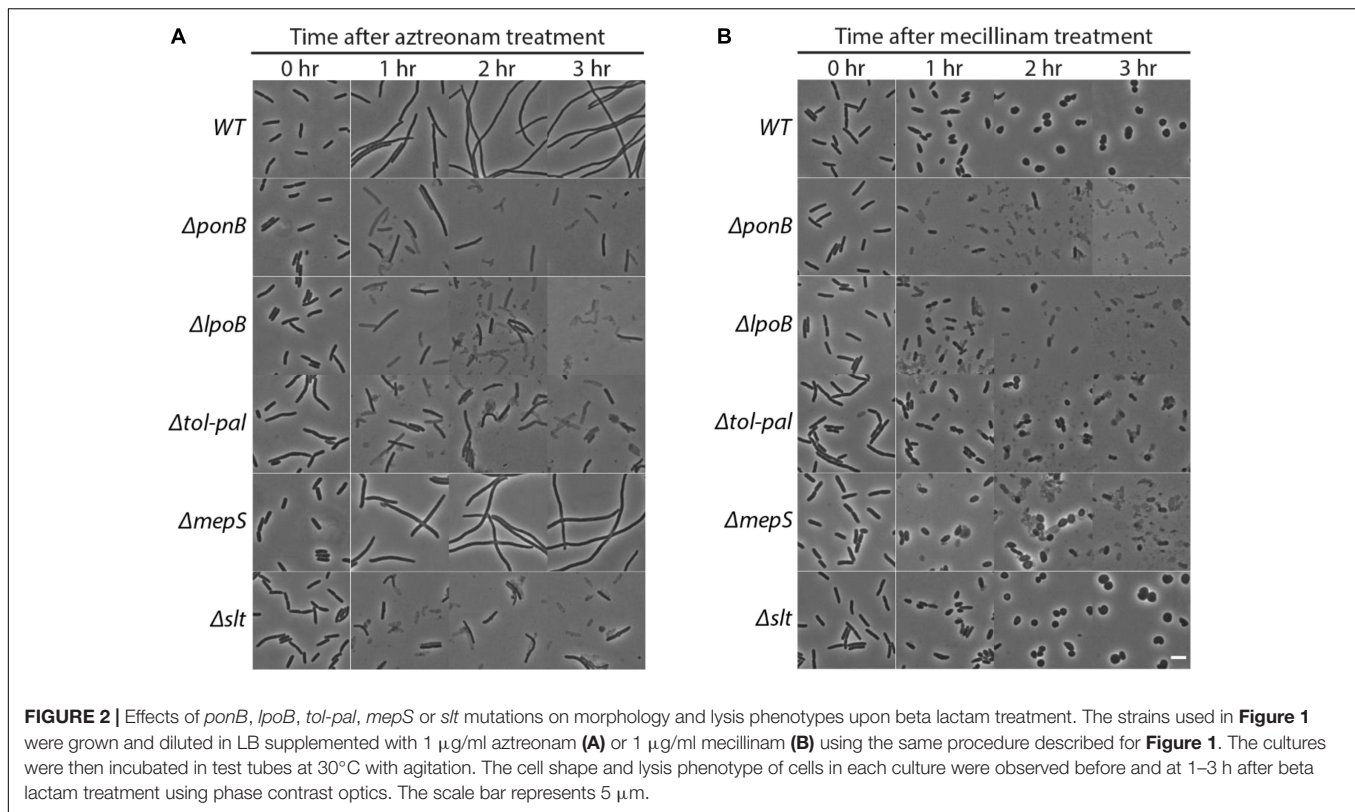 A
Time after aztreonam treatment
0 hr 1 hr 2 hr 3 hr
WT
ΔponB
ΔlpoB
Δtol-pal
ΔmepS
Δslt
B
Time after mecillinam treatment
0 hr 1 hr 2 hr 3 hr
WT
ΔponB
ΔlpoB
Δtol-pal
ΔmepS
Δslt
FIGURE 2 | Effects of ponB, lpoB, tol-pal, mepS or slt mutations on morphology and lysis phenotypes upon beta lactam treatment. The strains used in Figure 1
were grown and diluted in LB supplemented with 1 μg/ml aztreonam (A) or 1 μg/ml mecillinam (B) using the same procedure described for Figure 1. The cultures
were then incubated in test tubes at 30°C with agitation. The cell shape and lysis phenotype of cells in each culture were observed before and at 1–3 h after beta
lactam treatment using phase contrast optics. The scale bar represents 5 μm.